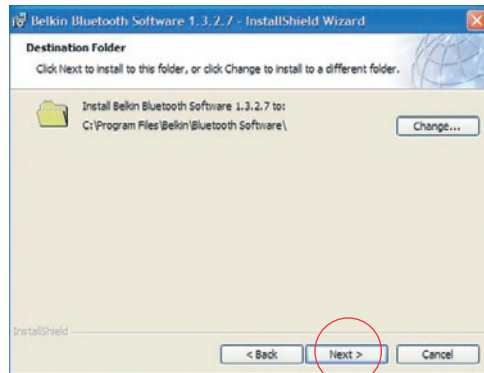 Belkin Bluetooth Software 1.3.2.7 - InstallShield Wizard
Destination Folder
Click Next to install to this folder, or click Change to install to a different folder.
Install Belkin Bluetooth Software 1.3.2.7 to:
C:\Program Files\Belkin\Bluetooth Software\
Change...
InstallShield
< Back
Next >
Cancel